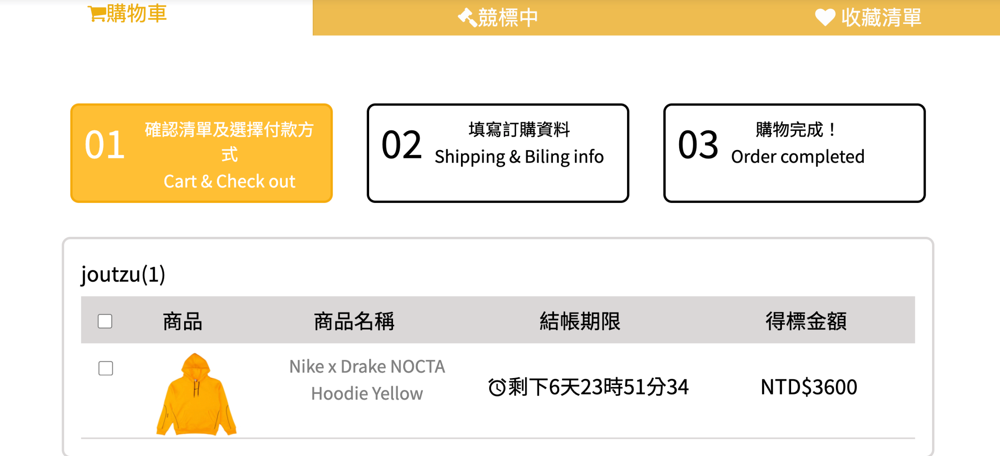 購物車
競標中
收藏清單
01
確認清單及選擇付款方
式
Cart & Check out
02
填寫訂購資料
Shipping & Biling info
03
購物完成！
Order completed
joutzu(1)
商品 商品名稱 結帳期限 得標金額
Nike x Drake NOCTA
Hoodie Yellow
剩下6天23時51分34
NTD$3600